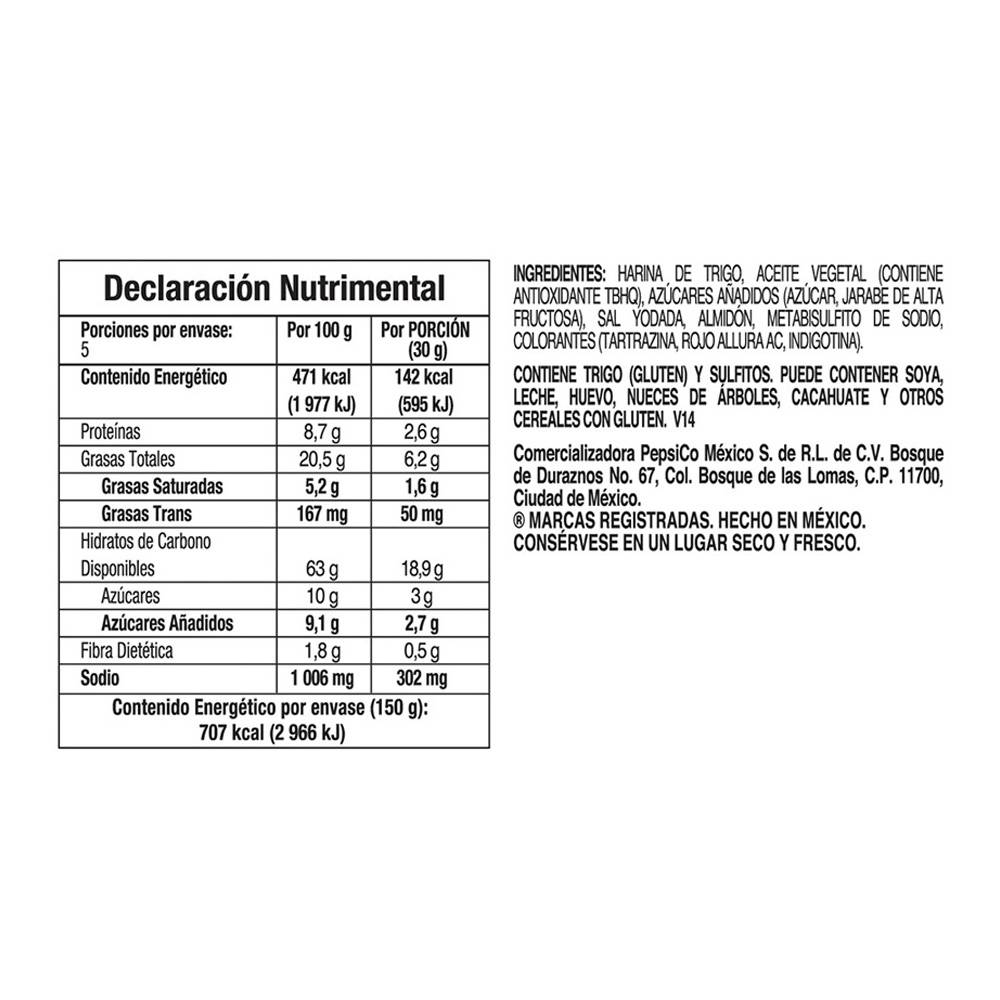 Declaración Nutrimental
Porciones por envase: Por 100 g Por PORCIÓN
5 (30 g)
Contenido Energético 471 kcal 142 kcal
(1 977 kJ) (595 kJ)
Proteínas 8,7 g 2,6 g
Grasas Totales 20,5 g 6,2 g
Grasas Saturadas 5,2 g 1,6 g
Grasas Trans 167 mg 50 mg
Hidratos de Carbono
Disponibles 63 g 18,9 g
Azúcares 10 g 3 g
Azúcares Añadidos 9,1 g 2,7 g
Fibra Dietética 1,8 g 0,5 g
Sodio 1 006 mg 302 mg
Contenido Energético por envase (150 g):
707 kcal (2 966 kJ)
INGREDIENTES: HARINA DE TRIGO, ACEITE VEGETAL (CONTIENE
ANTIOXIDANTE TBHQ), AZÚCARES AÑADIDOS (AZÚCAR, JARABE DE ALTA
FRUCTOSA), SAL YODADA, ALMIDÓN, METABISULFITO DE SODIO,
COLORANTES (TARTRAZINA, ROJO ALLURA AC, INDIGOTINA).
CONTIENE TRIGO (GLUTEN) Y SULFITOS. PUEDE CONTENER SOYA,
LECHE, HUEVO, NUECES DE ÁRBOLES, CACAHUATE Y OTROS
CEREALES CON GLUTEN. V14
Comercializadora PepsiCo México S. de R.L. de C.V. Bosque
de Duraznos No. 67, Col. Bosque de las Lomas, C.P. 11700,
Ciudad de México.
® MARCAS REGISTRADAS. HECHO EN MÉXICO.
CONSÉRVESE EN UN LUGAR SECO Y FRESCO.